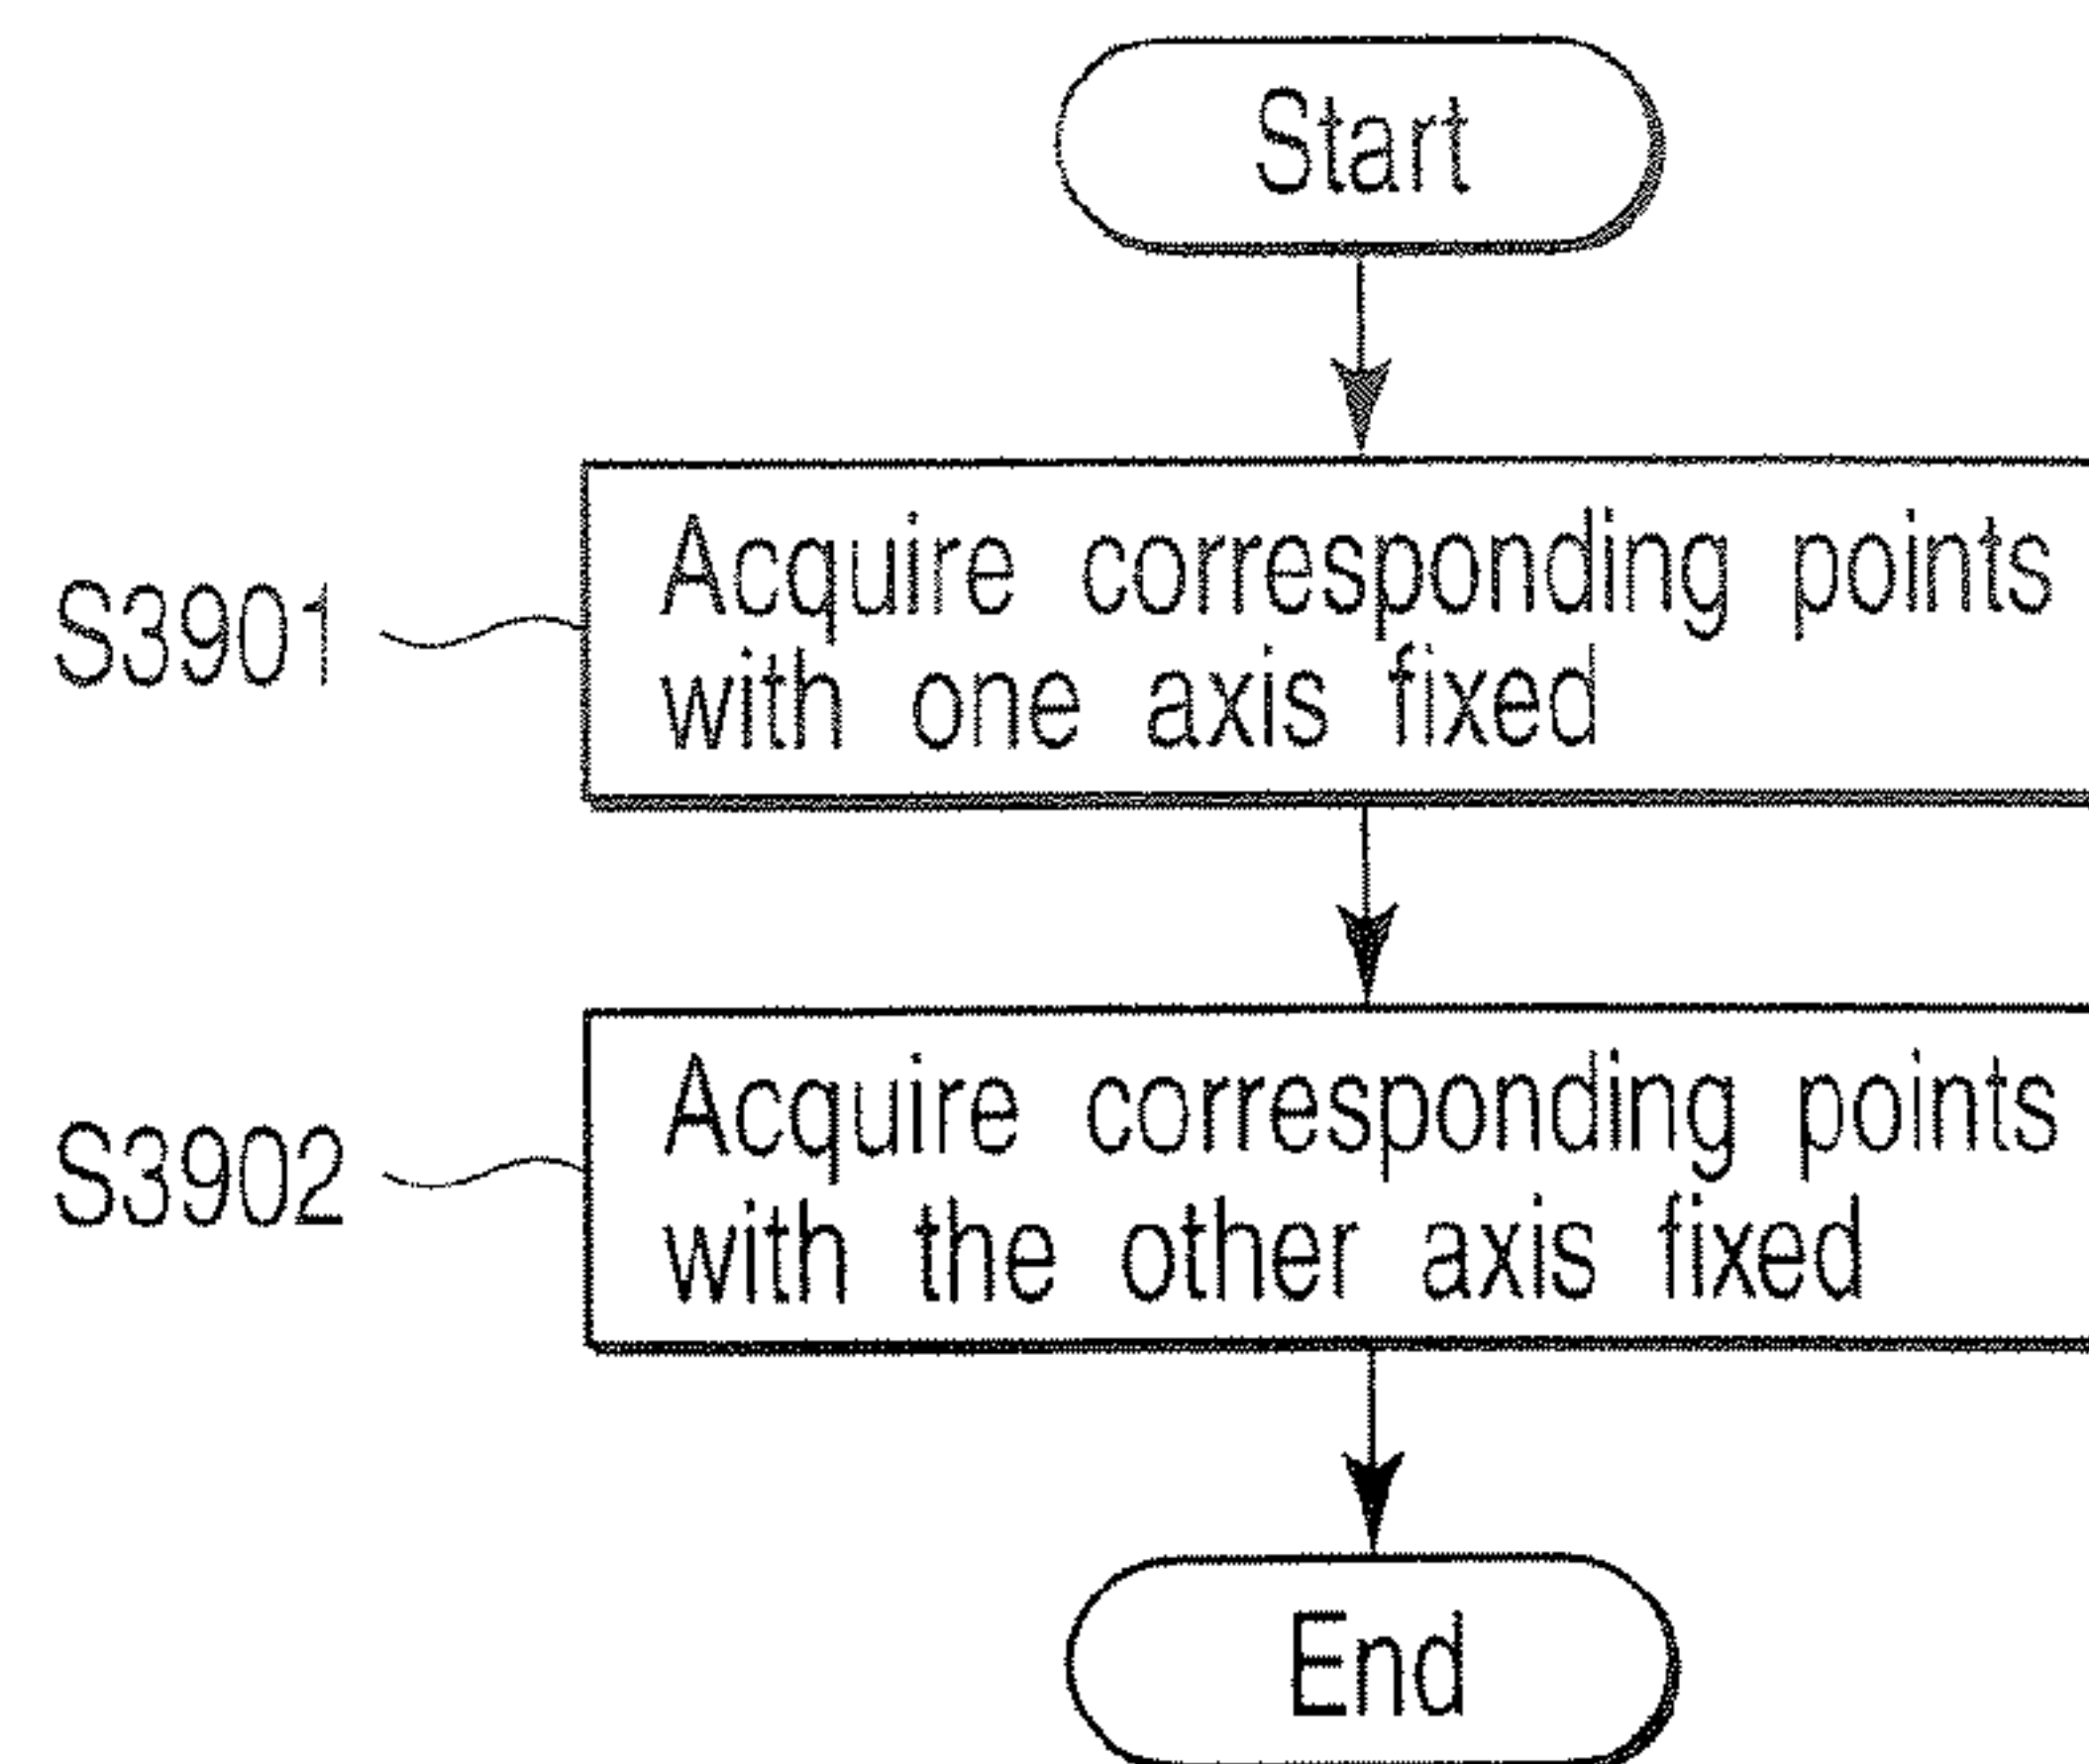 Start
S3901
Acquire corresponding points
with one axis fixed
S3902
Acquire corresponding points
with the other axis fixed
End